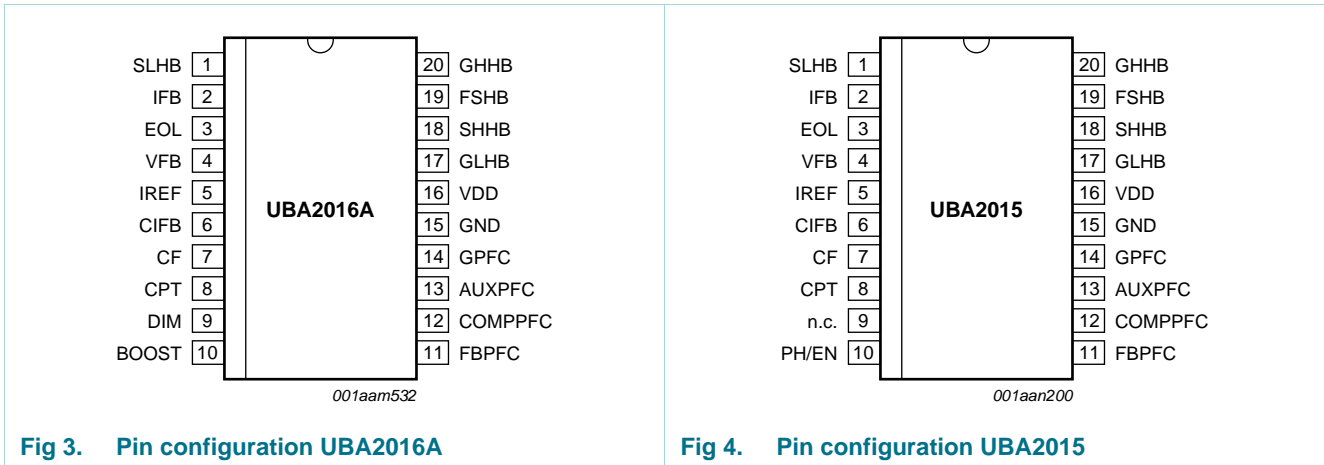 SLHB 1 20 GHHB
IFB 2 19 FSHB
EOL 3 18 SHHB
VFB 4 17 GLHB
IREF 5 16 VDD
UBA2016A
CIFB 6 15 GND
CF 7 14 GPFC
CPT 8 13 AUXPFC
DIM 9 12 COMPPFC
BOOST 10 11 FBPFC
001aam532
Fig 3. Pin configuration UBA2016A
SLHB 1 20 GHHB
IFB 2 19 FSHB
EOL 3 18 SHHB
VFB 4 17 GLHB
IREF 5 16 VDD
UBA2015
CIFB 6 15 GND
CF 7 14 GPFC
CPT 8 13 AUXPFC
n.c. 9 12 COMPPFC
PH/EN 10 11 FBPFC
001aan200
Fig 4. Pin configuration UBA2015